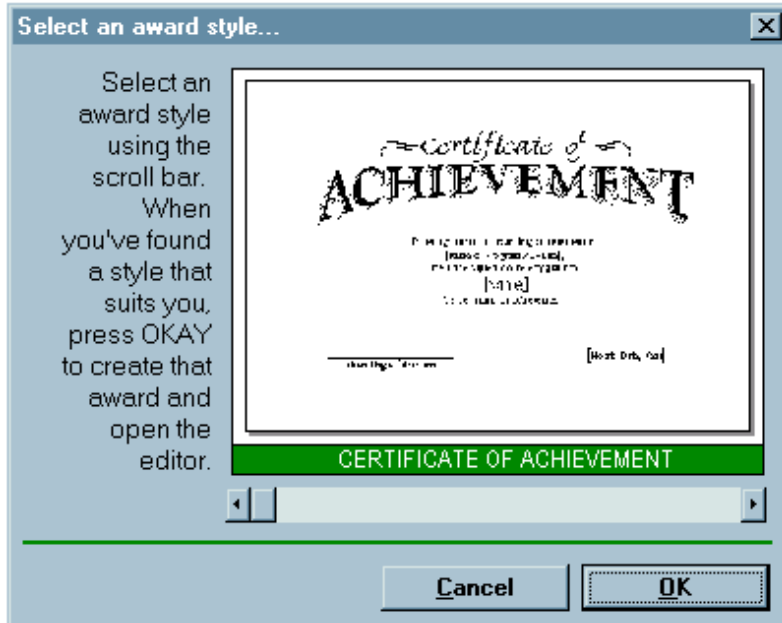 Select an award style...
Select an
award style
using the
scroll bar.
When
you've found
a style that
suits you,
press OKAY
to create that
award and
open the
editor.
Certificate of
ACHIEVEMENT
CERTIFICATE OF ACHIEVEMENT
Cancel
OK